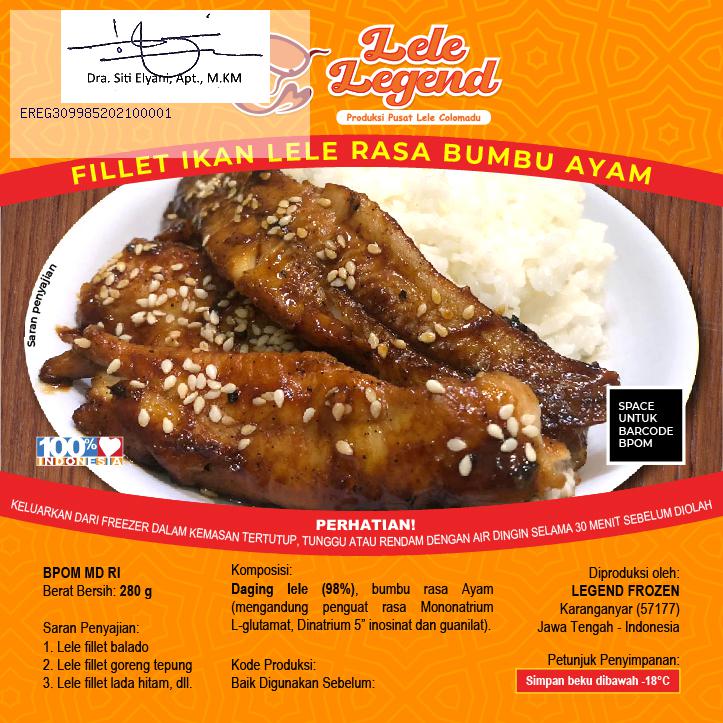 Dra. Siti Elyani, Apt., M.KM
EREG309985202100001
Lele
Legend
Produksi Pusat Lele Colomadu
FILLET IKAN LELE RASA BUMBU AYAM
Saran penyajian
SPACE
UNTUK
BARCODE
BPOM
100%
INDONESIA
PERHATIAN!
KELUARKAN DARI FREEZER DALAM KEMASAN TERTUTUP, TUNGGU ATAU RENDAM DENGAN AIR DINGIN SELAMA 30 MENIT SEBELUM DIOLAH
BPOM MD RI
Berat Bersih: 280 g
Saran Penyajian:
1. Lele fillet balado
2. Lele fillet goreng tepung
3. Lele fillet lada hitam, dll.
Komposisi:
Daging lele (98%), bumbu rasa Ayam
(mengandung penguat rasa Mononatrium
L-glutamat, Dinatrium 5” inosinat dan guanilat).
Kode Produksi:
Baik Digunakan Sebelum:
Diproduksi oleh:
LEGEND FROZEN
Karanganyar (57177)
Jawa Tengah - Indonesia
Petunjuk Penyimpanan:
Simpan beku dibawah -18°C